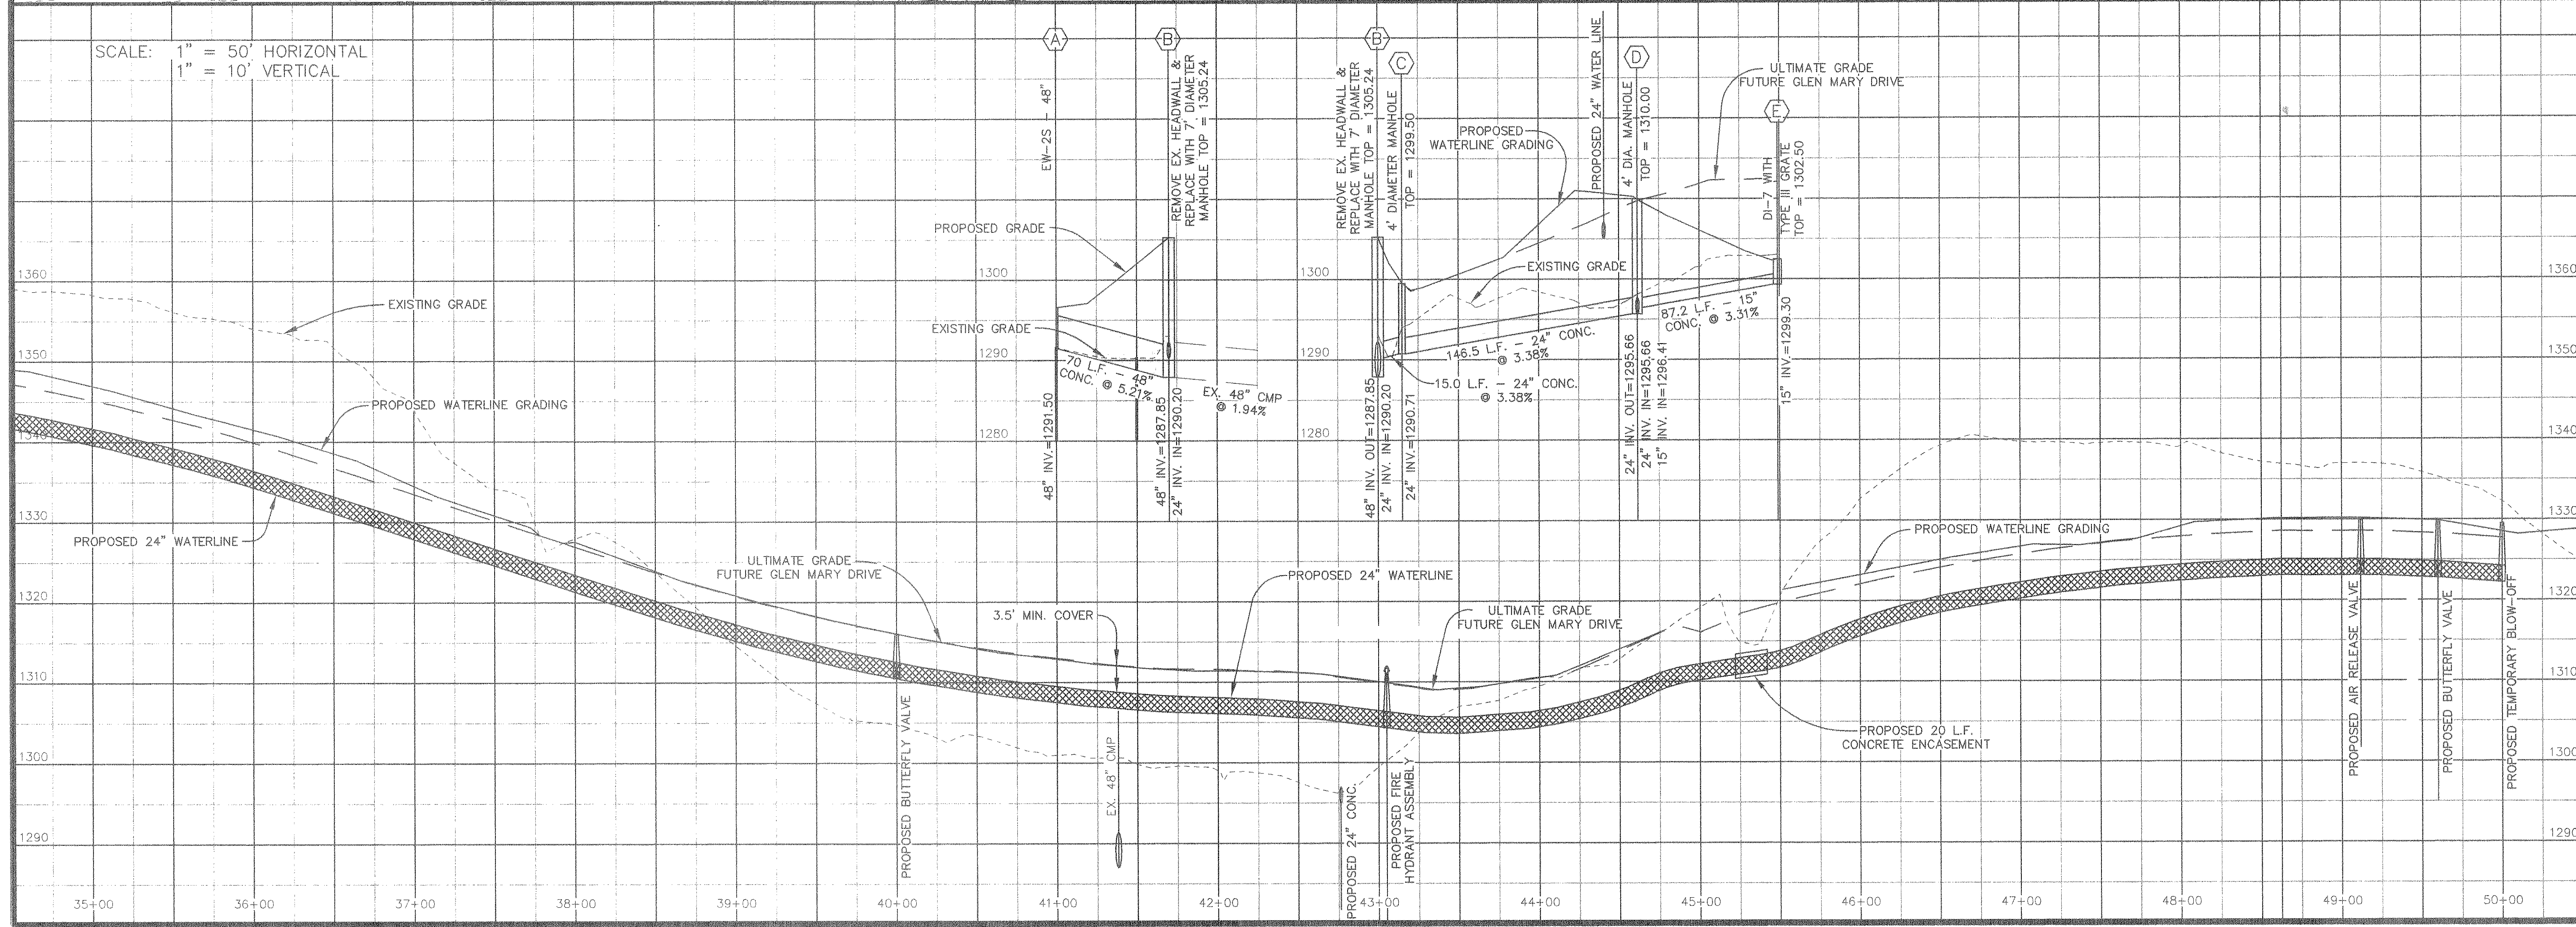 SCALE: 1" = 50' HORIZONTAL
1" = 10' VERTICAL
A
B
B
C
D
E
EW-2S - 48"
REMOVE EX. HEADWALL &
REPLACE WITH 7' DIAMETER
MANHOLE TOP = 1305.24
REMOVE EX. HEADWALL &
REPLACE WITH 7' DIAMETER
MANHOLE TOP = 1305.24
4' DIAMETER MANHOLE
TOP = 1299.50
PROPOSED 24" WATER LINE
4' DIA. MANHOLE
TOP = 1310.00
DI-7 WITH
TYPE III GRATE
TOP = 1302.50
ULTIMATE GRADE
FUTURE GLEN MARY DRIVE
PROPOSED
WATERLINE GRADING
PROPOSED GRADE
EXISTING GRADE
EXISTING GRADE
1300
1290
1280
1300
1290
1280
70 L.F. - 48"
CONC. @ 5.21%
EX. 48" CMP
@ 1.94%
146.5 L.F. - 24" CONC.
@ 3.38%
15.0 L.F. - 24" CONC.
@ 3.38%
87.2 L.F. - 15"
CONC. @ 3.31%
48" INV.=1291.50
48" INV.=1287.85
24" INV. IN=1290.20
48" INV. OUT=1287.85
24" INV. IN=1290.20
24" INV.=1290.71
24" INV. OUT=1295.66
24" INV. IN=1295.66
15" INV. IN=1296.41
15" INV.=1299.30
1360
1350
1340
1330
1320
1310
1300
1290
EXISTING GRADE
PROPOSED WATERLINE GRADING
PROPOSED 24" WATERLINE
ULTIMATE GRADE
FUTURE GLEN MARY DRIVE
3.5' MIN. COVER
PROPOSED 24" WATERLINE
ULTIMATE GRADE
FUTURE GLEN MARY DRIVE
PROPOSED WATERLINE GRADING
PROPOSED 20 L.F.
CONCRETE ENCASEMENT
PROPOSED BUTTERFLY VALVE
EX. 48" CMP
PROPOSED 24" CONC.
PROPOSED FIRE
HYDRANT ASSEMBLY
PROPOSED AIR RELEASE VALVE
PROPOSED BUTTERFLY VALVE
PROPOSED TEMPORARY BLOW-OFF
1360
1350
1340
1330
1320
1310
1300
1290
35+00
36+00
37+00
38+00
39+00
40+00
41+00
42+00
43+00
44+00
45+00
46+00
47+00
48+00
49+00
50+00